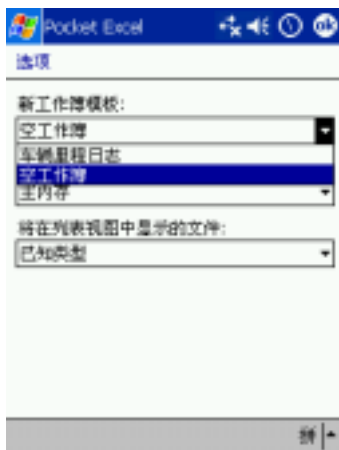 Pocket Excel
ok
选项
新工作簿模板:
空工作簿
车辆里程日志
空工作簿
主内存
将在列表视图中显示的文件:
已知类型
拼